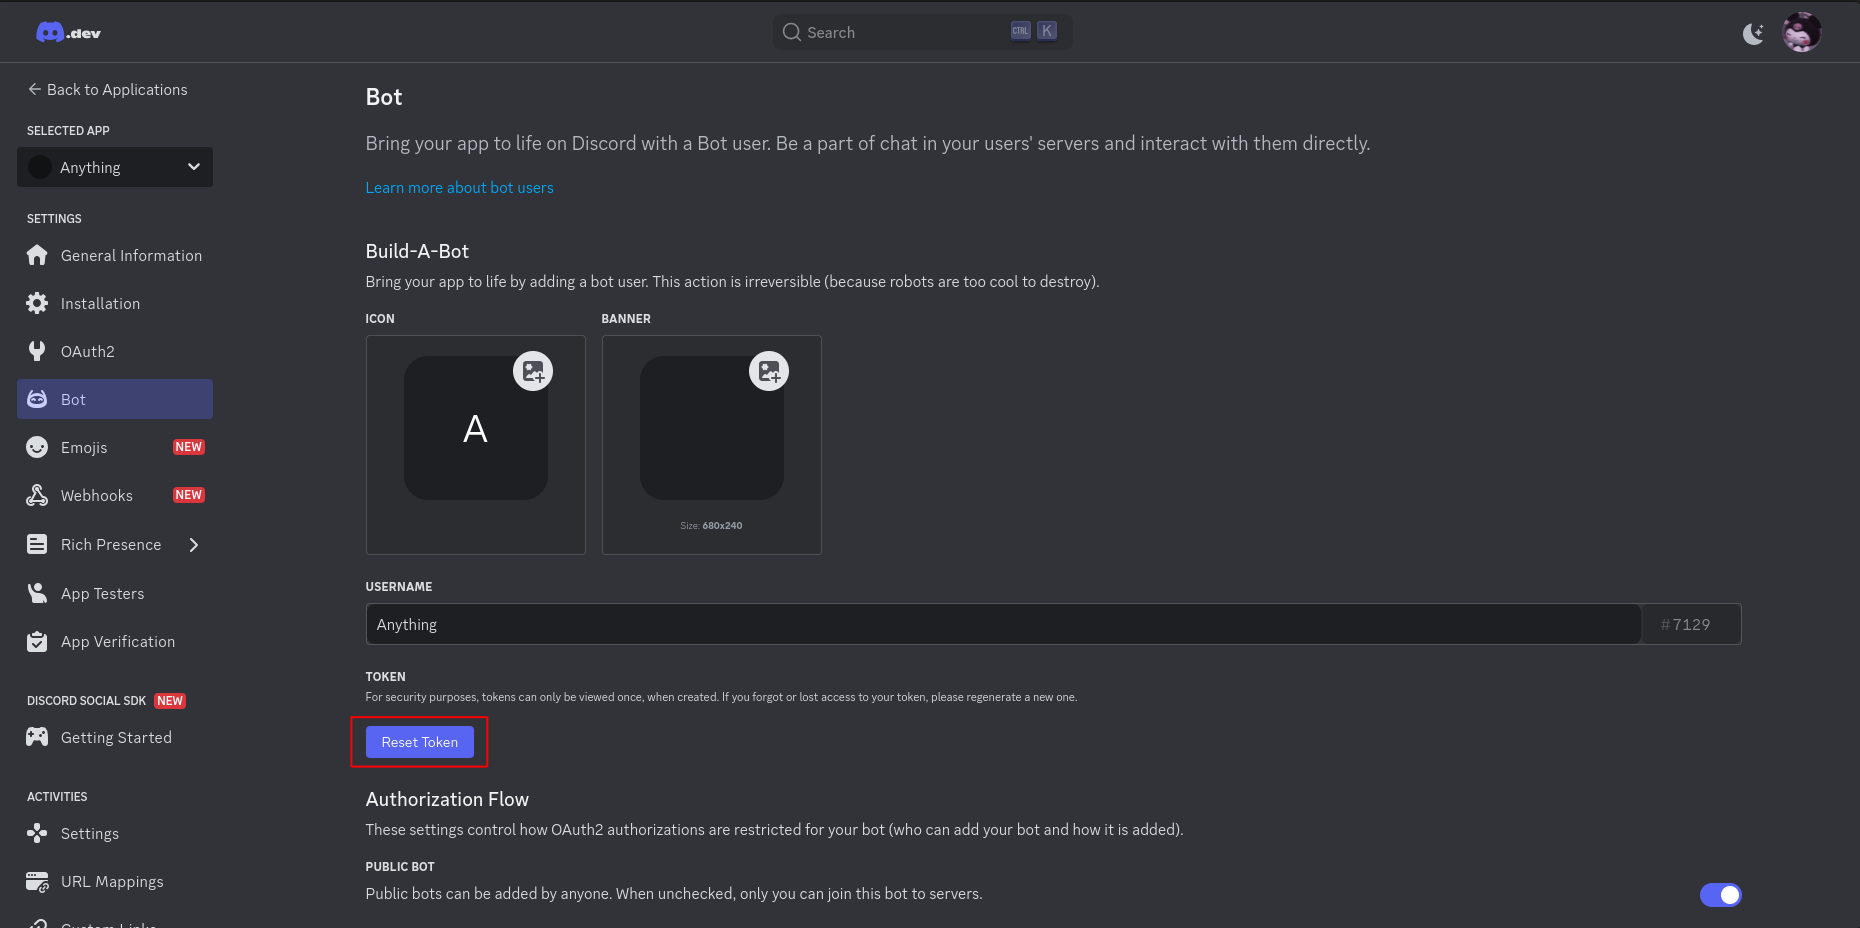 .dev
Search
CTRL
K
Back to Applications
SELECTED APP
Anything
SETTINGS
General Information
Installation
OAuth2
Bot
Emojis
NEW
Webhooks
NEW
Rich Presence
App Testers
App Verification
DISCORD SOCIAL SDK
NEW
Getting Started
ACTIVITIES
Settings
URL Mappings
Custom Links
Bot
Bring your app to life on Discord with a Bot user. Be a part of chat in your users' servers and interact with them directly.
Learn more about bot users
Build-A-Bot
Bring your app to life by adding a bot user. This action is irreversible (because robots are too cool to destroy).
ICON
BANNER
A
Size: 680x240
USERNAME
Anything
#7129
TOKEN
For security purposes, tokens can only be viewed once, when created. If you forgot or lost access to your token, please regenerate a new one.
Reset Token
Authorization Flow
These settings control how OAuth2 authorizations are restricted for your bot (who can add your bot and how it is added).
PUBLIC BOT
Public bots can be added by anyone. When unchecked, only you can join this bot to servers.